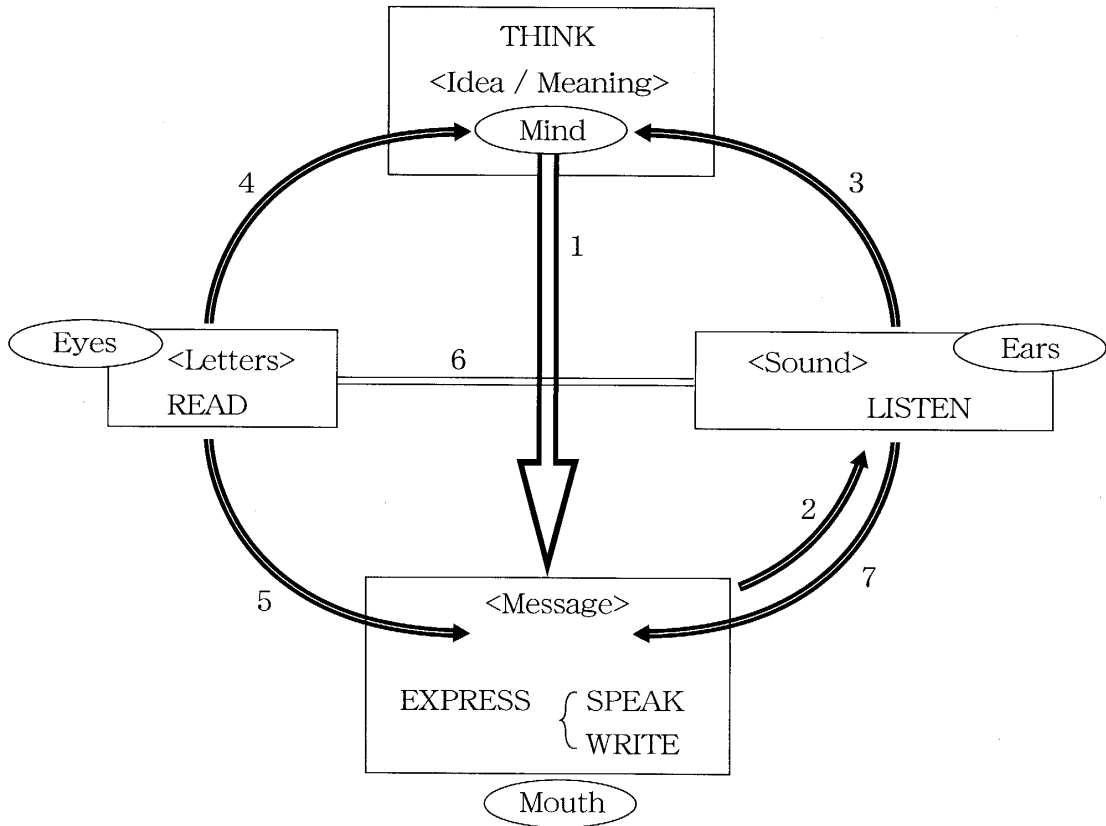 THINK
<Idea / Meaning>
Mind
4
3
1
Eyes
<Letters>
READ
6
<Sound>
Ears
LISTEN
2
5
7
<Message>
EXPRESS { SPEAK
WRITE
Mouth